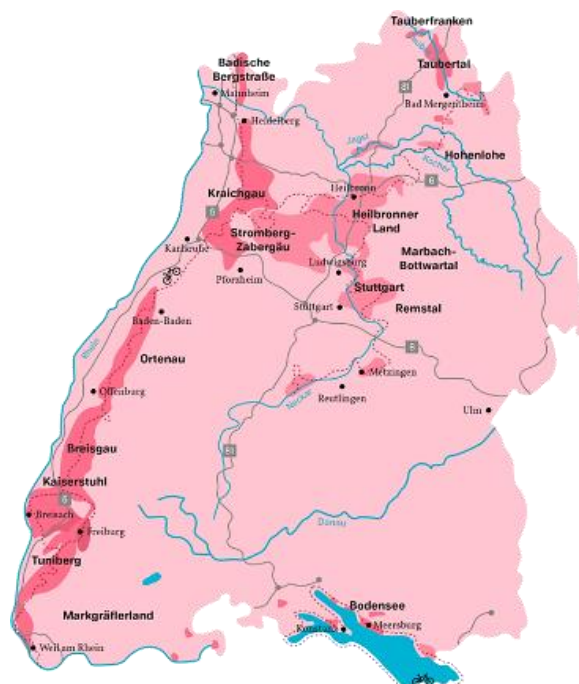 Tauberfranken
Taubertal
Badische
Bergstraße
Mannheim
Bad Mergentheim
Heidelberg
Jagst
Kocher
Hohenlohe
Heilbronn
Kraichgau
Heilbronner
Land
Stromberg-
Zabergäu
Karlsruhe
Marbach-
Bottwartal
Ludwigsburg
Pforzheim
Stuttgart
Stuttgart
Remstal
Baden-Baden
Rhein
Ortenau
Metzingen
Reutlingen
Neckar
Offenburg
Ulm
Breisgau
81
81
6
8
5
Kaiserstuhl
Breisach
Freiburg
Donau
Tuniberg
Markgräflerland
Bodensee
Meersburg
Konstanz
Weil am Rhein